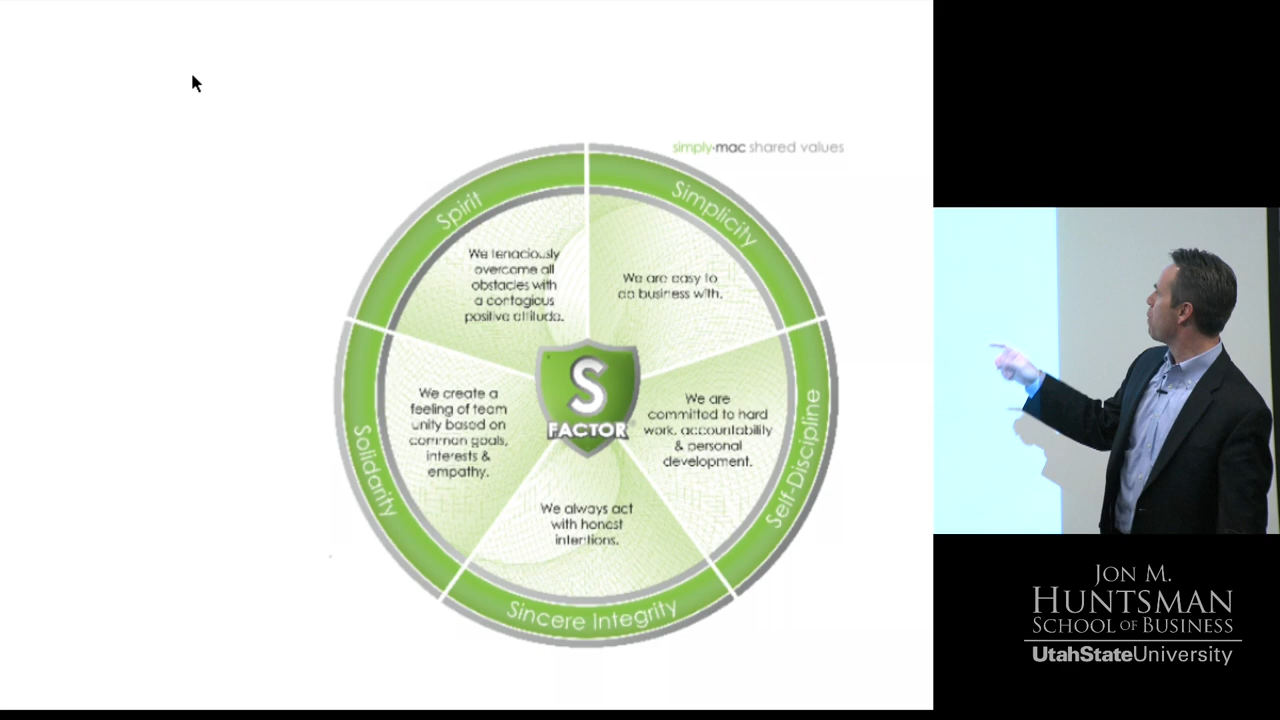 simply·mac shared values
Spirit
Simplicity
We tenaciously
overcome all
obstacles with
a contagious
positive attitude.
We are easy to
do business with.
S
FACTOR
We create a
feeling of team
unity based on
common goals,
interests &
empathy.
We are
committed to hard
work, accountability
& personal
development.
Solidarity
Self-Discipline
We always act
with honest
intentions.
Sincere Integrity
JON M.
HUNTSMAN
SCHOOL OF BUSINESS
UtahStateUniversity